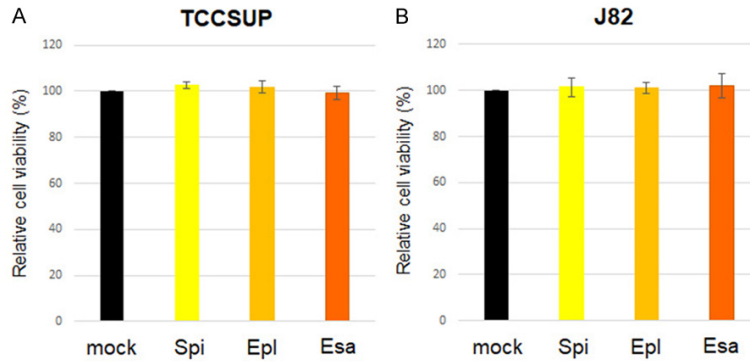 A
TCCSUP
Relative cell viability (%)
120
100
80
60
40
20
0
mock Spi Epl Esa
B
J82
Relative cell viability (%)
120
100
80
60
40
20
0
mock Spi Epl Esa